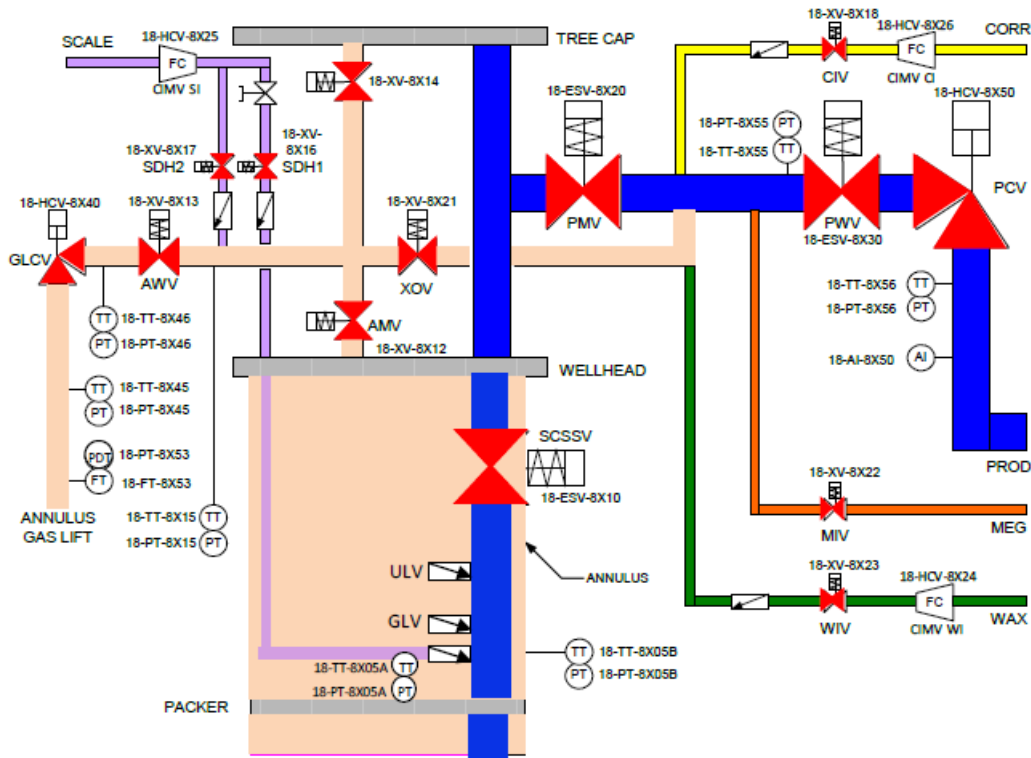 18-HCV-8X25
SCALE
FC
CIMV SI
TREE CAP
18-XV-8X14
18-XV-8X18
18-HCV-8X26
CORR
FC
CIV
CIMV CI
18-ESV-8X20
18-HCV-8X50
18-PT-8X55
PT
18-TT-8X55
TT
18-XV-8X17
SDH2
18-XV-
8X16
SDH1
18-HCV-8X40
18-XV-8X13
18-XV-8X21
PCV
PMV
PWV
18-ESV-8X30
GLCV
AWV
XOV
18-TT-8X56
TT
18-PT-8X56
PT
TT
18-TT-8X46
PT
18-PT-8X46
AMV
18-XV-8X12
18-AI-8X50
AI
WELLHEAD
TT
18-TT-8X45
PT
18-PT-8X45
SCSSV
PDT
18-PT-8X53
FT
18-FT-8X53
PROD
18-XV-8X22
18-ESV-8X10
MEG
MIV
ANNULUS
GAS LIFT
18-TT-8X15
TT
18-PT-8X15
PT
ULV
ANNULUS
18-XV-8X23
18-HCV-8X24
FC
WAX
WIV
CIMV WI
GLV
18-TT-8X05A
TT
18-PT-8X05A
PT
TT
18-TT-8X05B
PT
18-PT-8X05B
PACKER